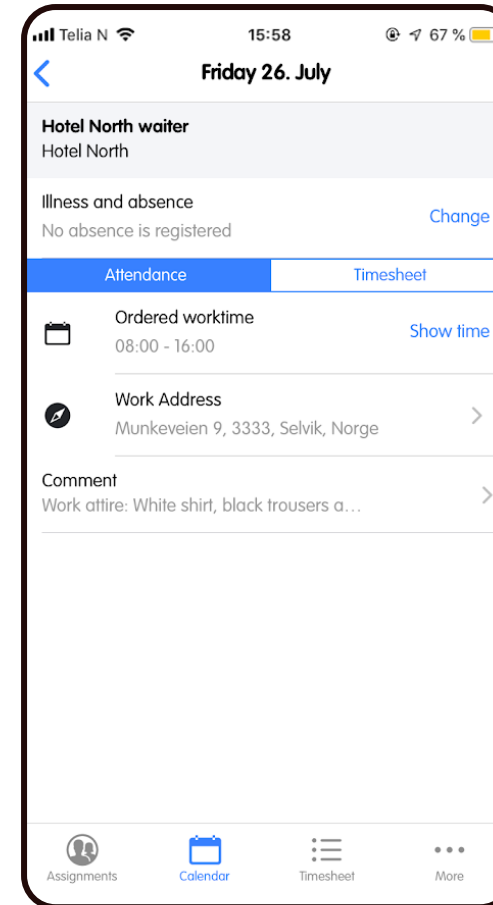 Telia N 15:58 67 %
Friday 26. July
Hotel North waiter
Hotel North
Illness and absence
No absence is registered
Change
Attendance Timesheet
Ordered worktime
08:00 - 16:00
Show time
Work Address
Munkeveien 9, 3333, Selvik, Norge
Comment
Work attire: White shirt, black trousers a...
Assignments Calendar Timesheet More